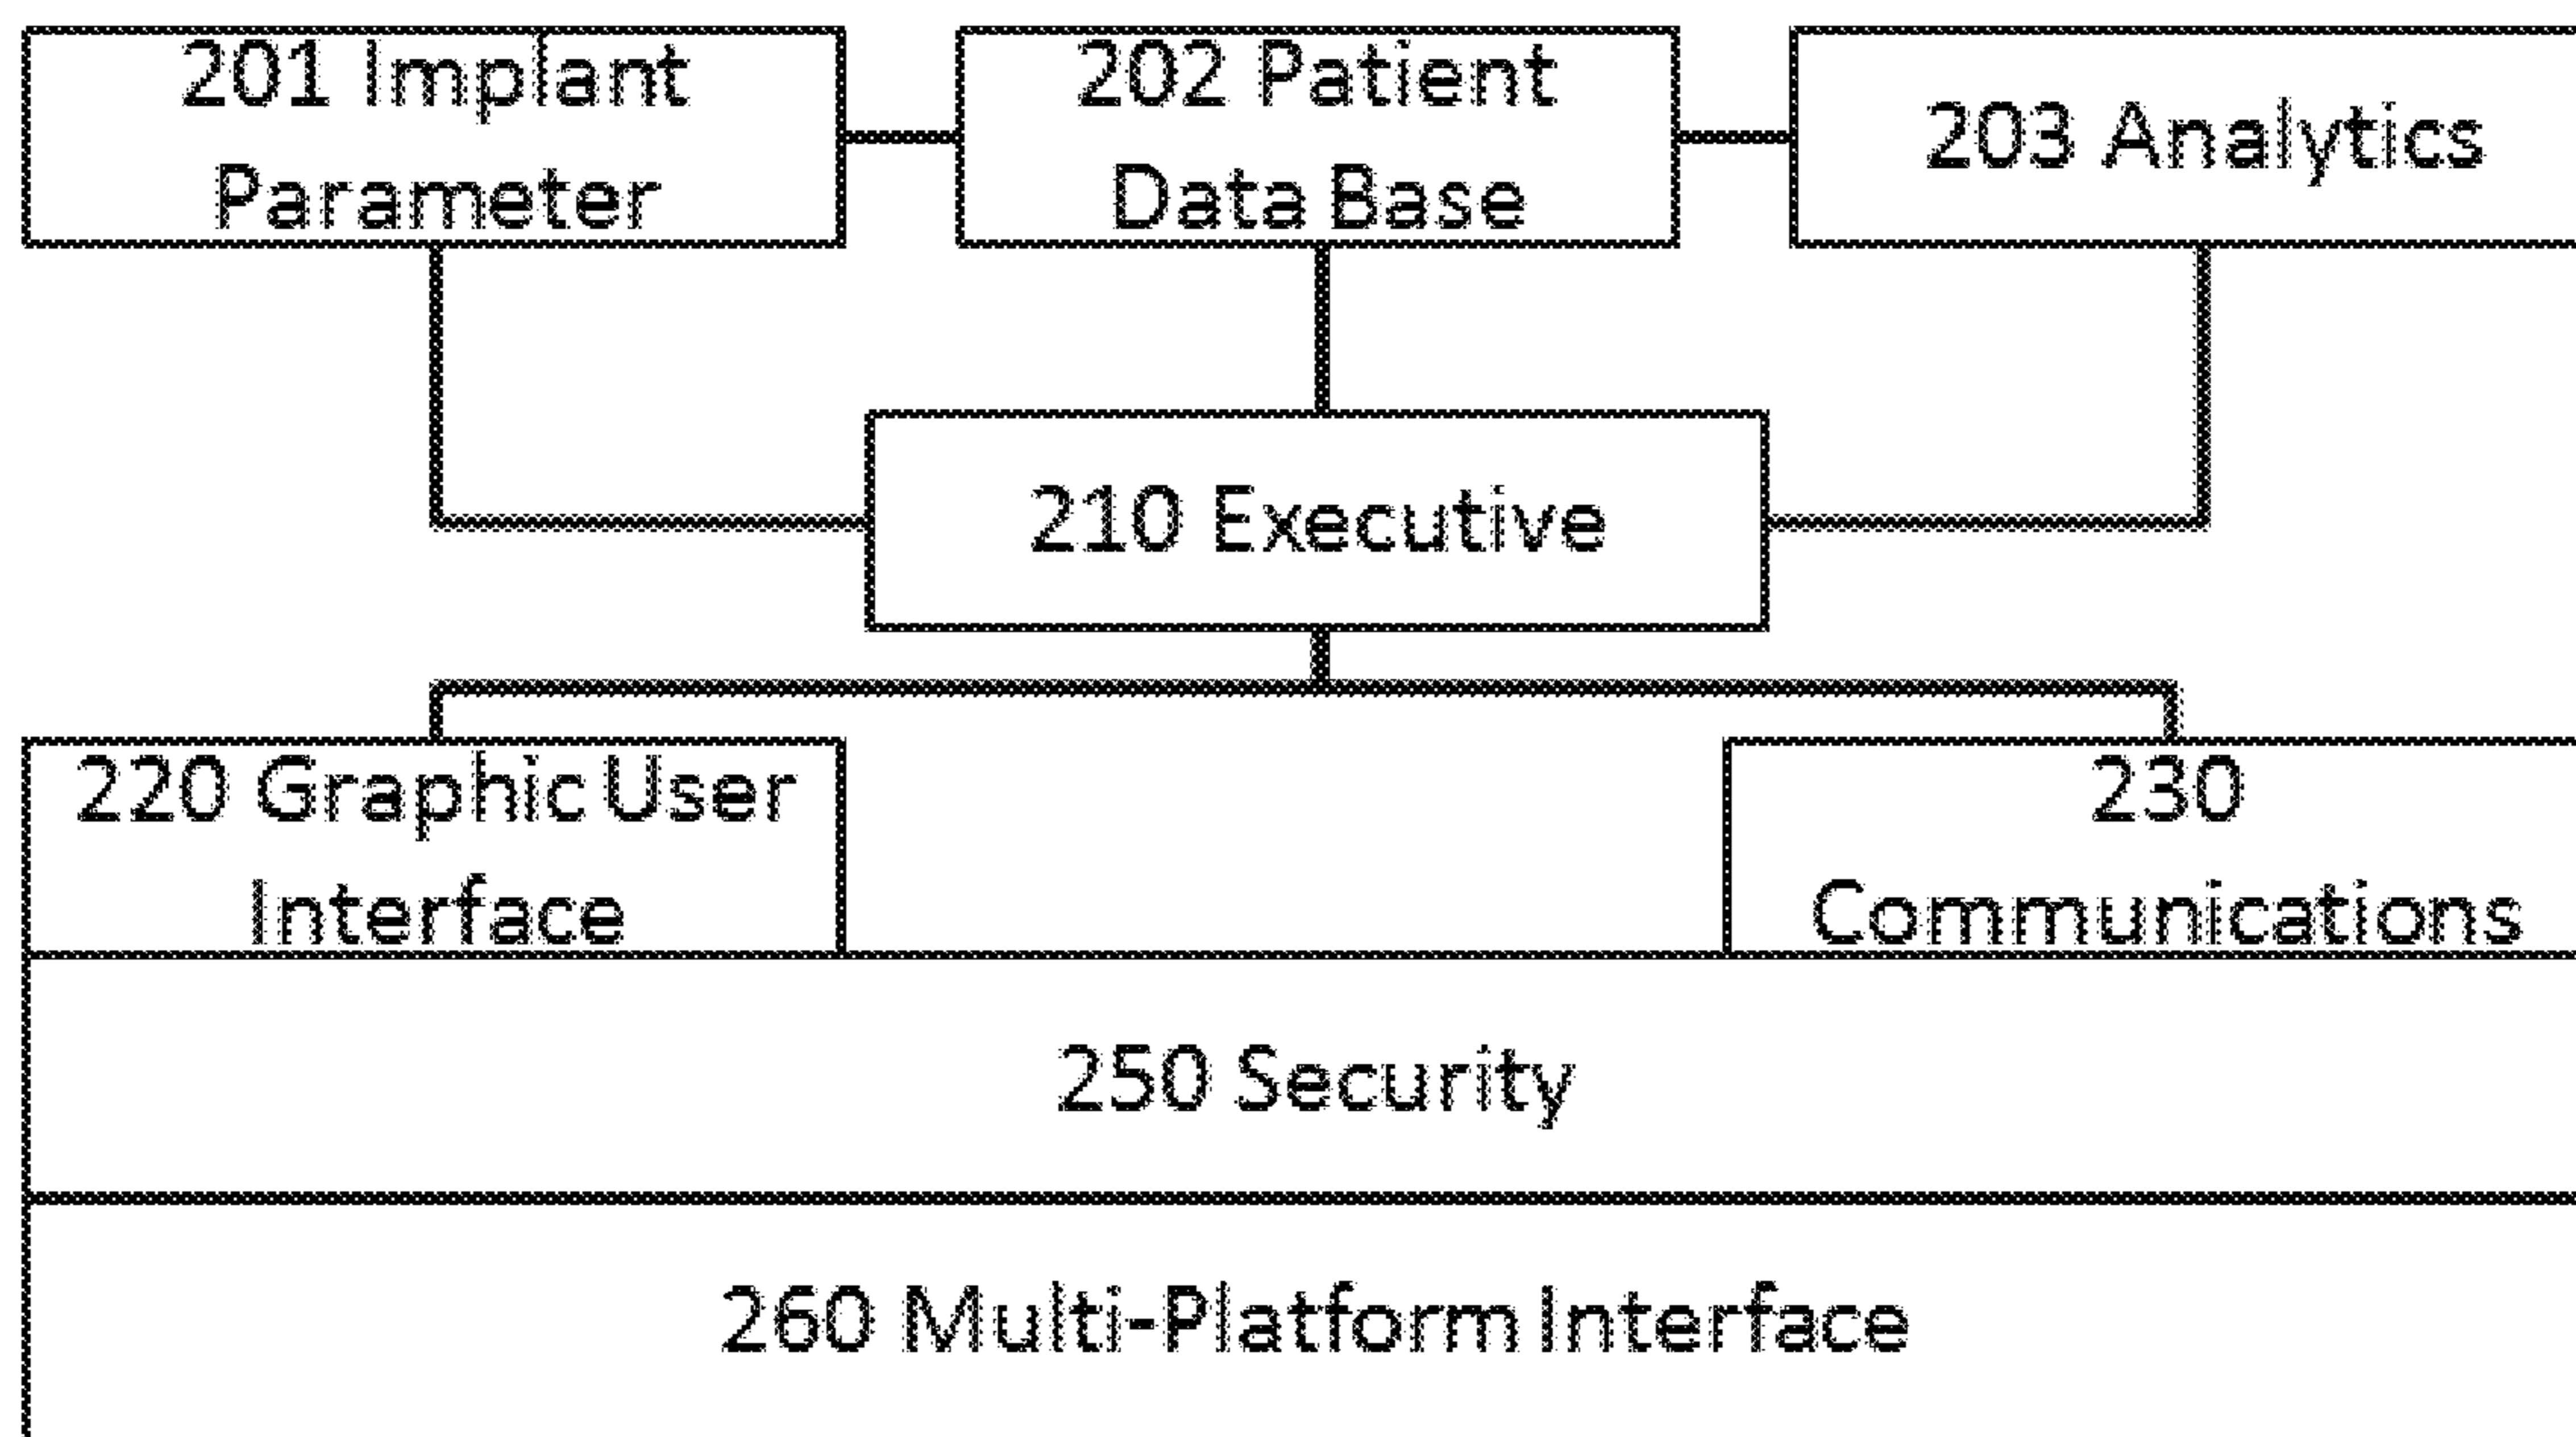 201 Implant
Parameter
202 Patient
Data Base
203 Analytics
210 Executive
220 Graphic User
Interface
230
Communications
250 Security
260 Multi-Platform Interface